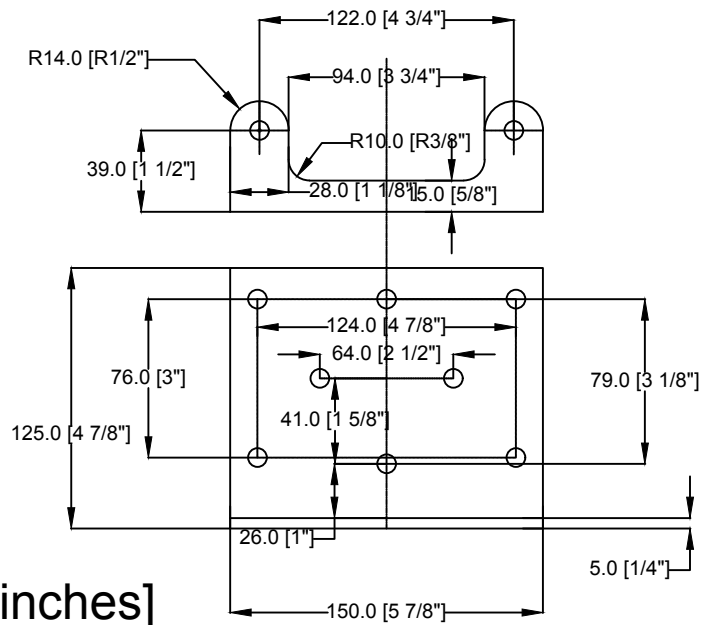 122.0 [4 3/4"]
R14.0 [R1/2"]
94.0 [3 3/4"]
R10.0 [R3/8"]
39.0 [1 1/2"]
28.0 [1 1/8"]
15.0 [5/8"]
124.0 [4 7/8"]
64.0 [2 1/2"]
76.0 [3"]
79.0 [3 1/8"]
41.0 [1 5/8"]
125.0 [4 7/8"]
26.0 [1"]
5.0 [1/4"]
inches]
150.0 [5 7/8"]